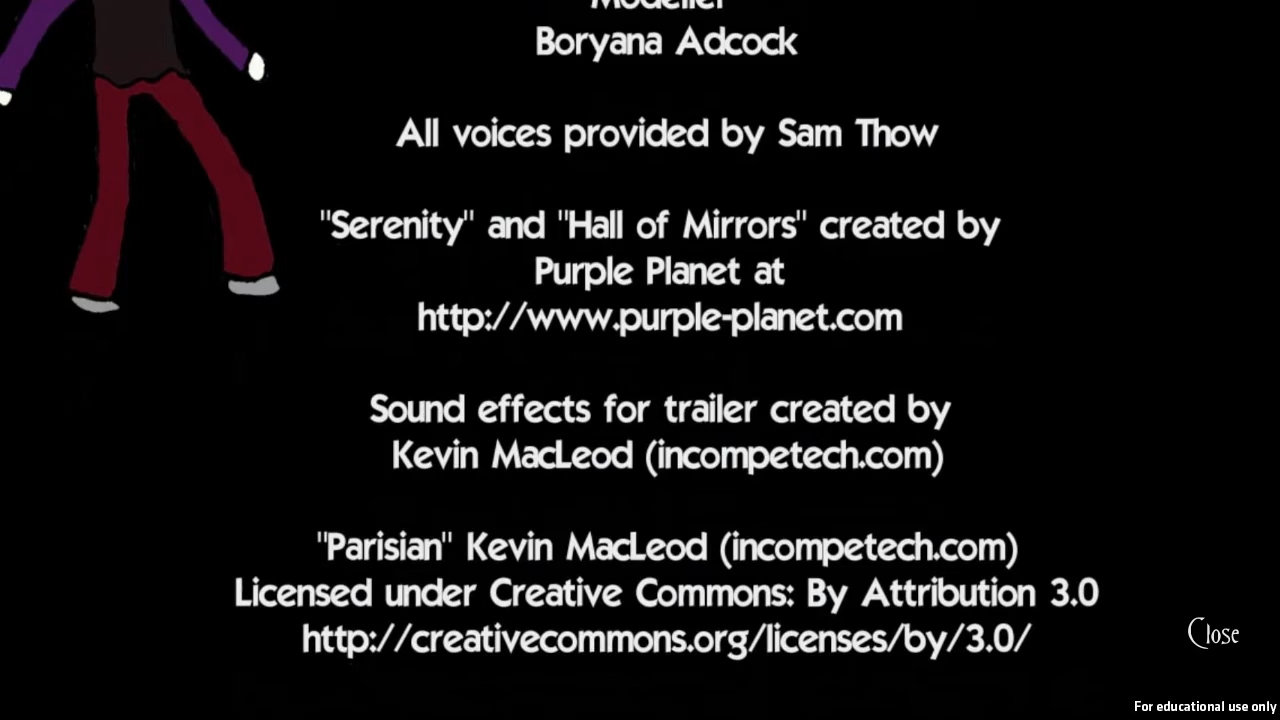 Modeller
Boryana Adcock
All voices provided by Sam Thow
"Serenity" and "Hall of Mirrors" created by
Purple Planet at
http://www.purple-planet.com
Sound effects for trailer created by
Kevin MacLeod (incompetech.com)
"Parisian" Kevin MacLeod (incompetech.com)
Licensed under Creative Commons: By Attribution 3.0
http://creativecommons.org/licenses/by/3.0/
Close
For educational use only